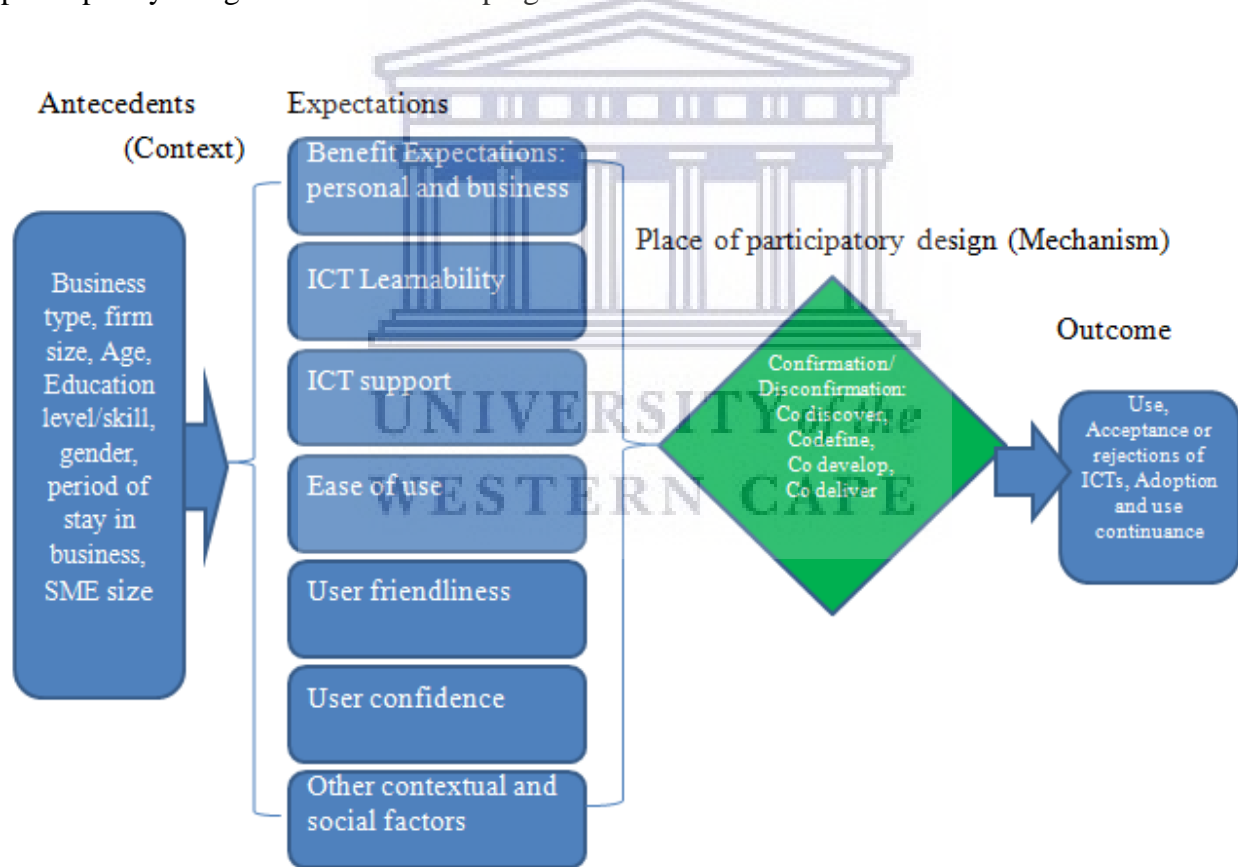 Antecedents
(Context)
Expectations
Business
type, firm
size, Age,
Education
level/skill,
gender,
period of
stay in
business,
SME size
Benefit Expectations:
personal and business
ICT Learnability
ICT support
Ease of use
User friendliness
User confidence
Other contextual and
social factors
Place of participatory design (Mechanism)
Confirmation/
Disconfirmation:
Co discover,
Codefine,
Co develop,
Co deliver
Outcome
Use,
Acceptance or
rejections of
ICTs, Adoption
and use
continuance
UNIVERSITY of the
WESTERN CAPE